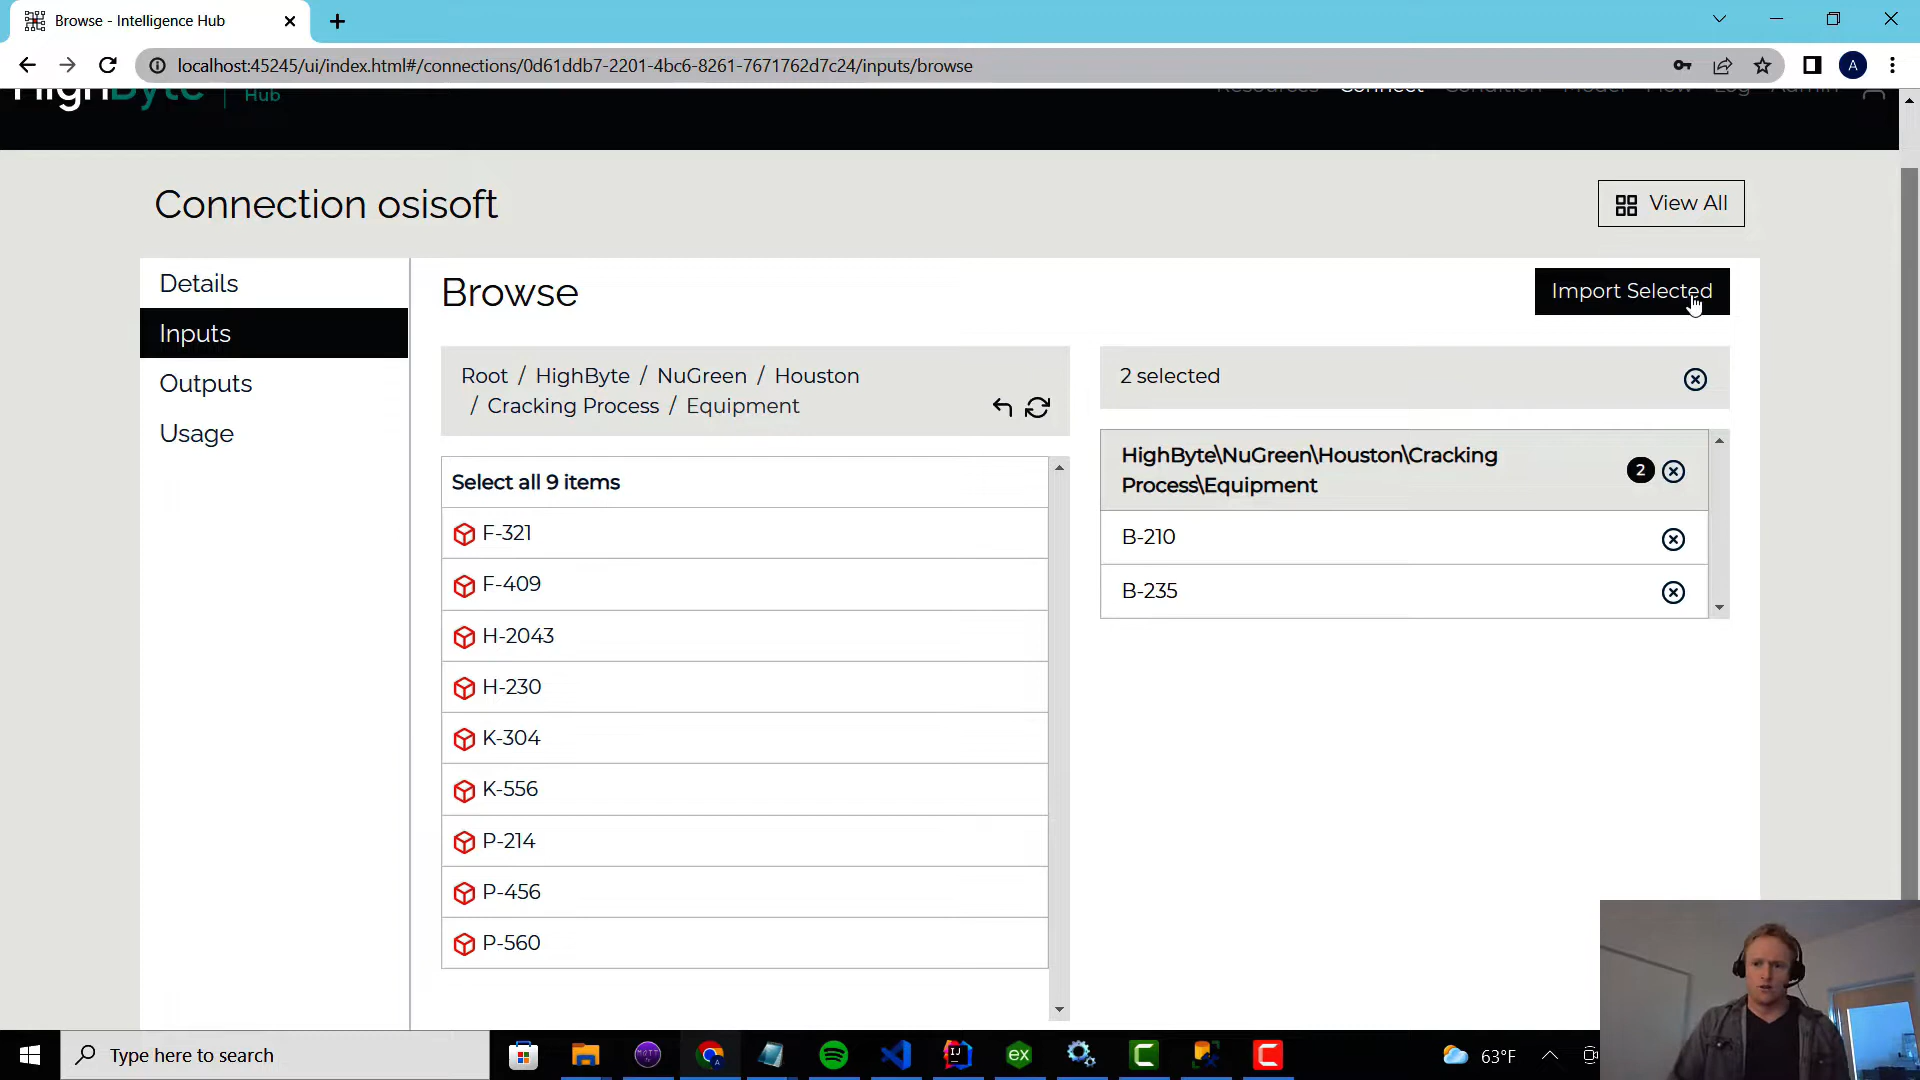 Browse - Intelligence Hub
localhost:45245/ui/index.html#/connections/0d61ddb7-2201-4bc6-8261-7671762d7c24/inputs/browse
A
HighByte | Hub
Resources Connect Condition Model Flow Log Admin
Connection osisoft
View All
Details
Inputs
Outputs
Usage
Browse
Import Selected
Root / HighByte / NuGreen / Houston
/ Cracking Process / Equipment
2 selected
Select all 9 items
F-321
F-409
H-2043
H-230
K-304
K-556
P-214
P-456
P-560
HighByte\NuGreen\Houston\Cracking
Process\Equipment
2
B-210
B-235
Type here to search
MQTT
IJ
ex
C
C
63°F